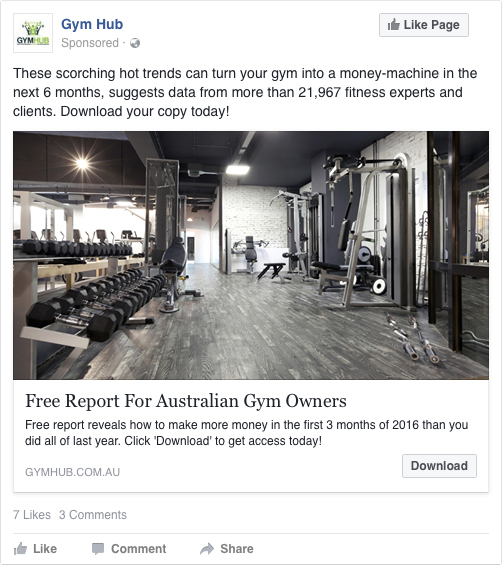 Gym Hub
Like Page
Sponsored ·
GYMHUB
These scorching hot trends can turn your gym into a money-machine in the
next 6 months, suggests data from more than 21,967 fitness experts and
clients. Download your copy today!
Free Report For Australian Gym Owners
Free report reveals how to make more money in the first 3 months of 2016 than you
did all of last year. Click 'Download' to get access today!
Download
GYMHUB.COM.AU
7 Likes 3 Comments
Like Comment Share